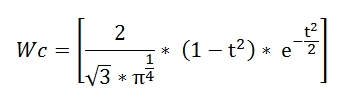 Wc = [ 2 / (√3 * π^(1/4)) * (1 − t²) * e^(−t²/2) ]